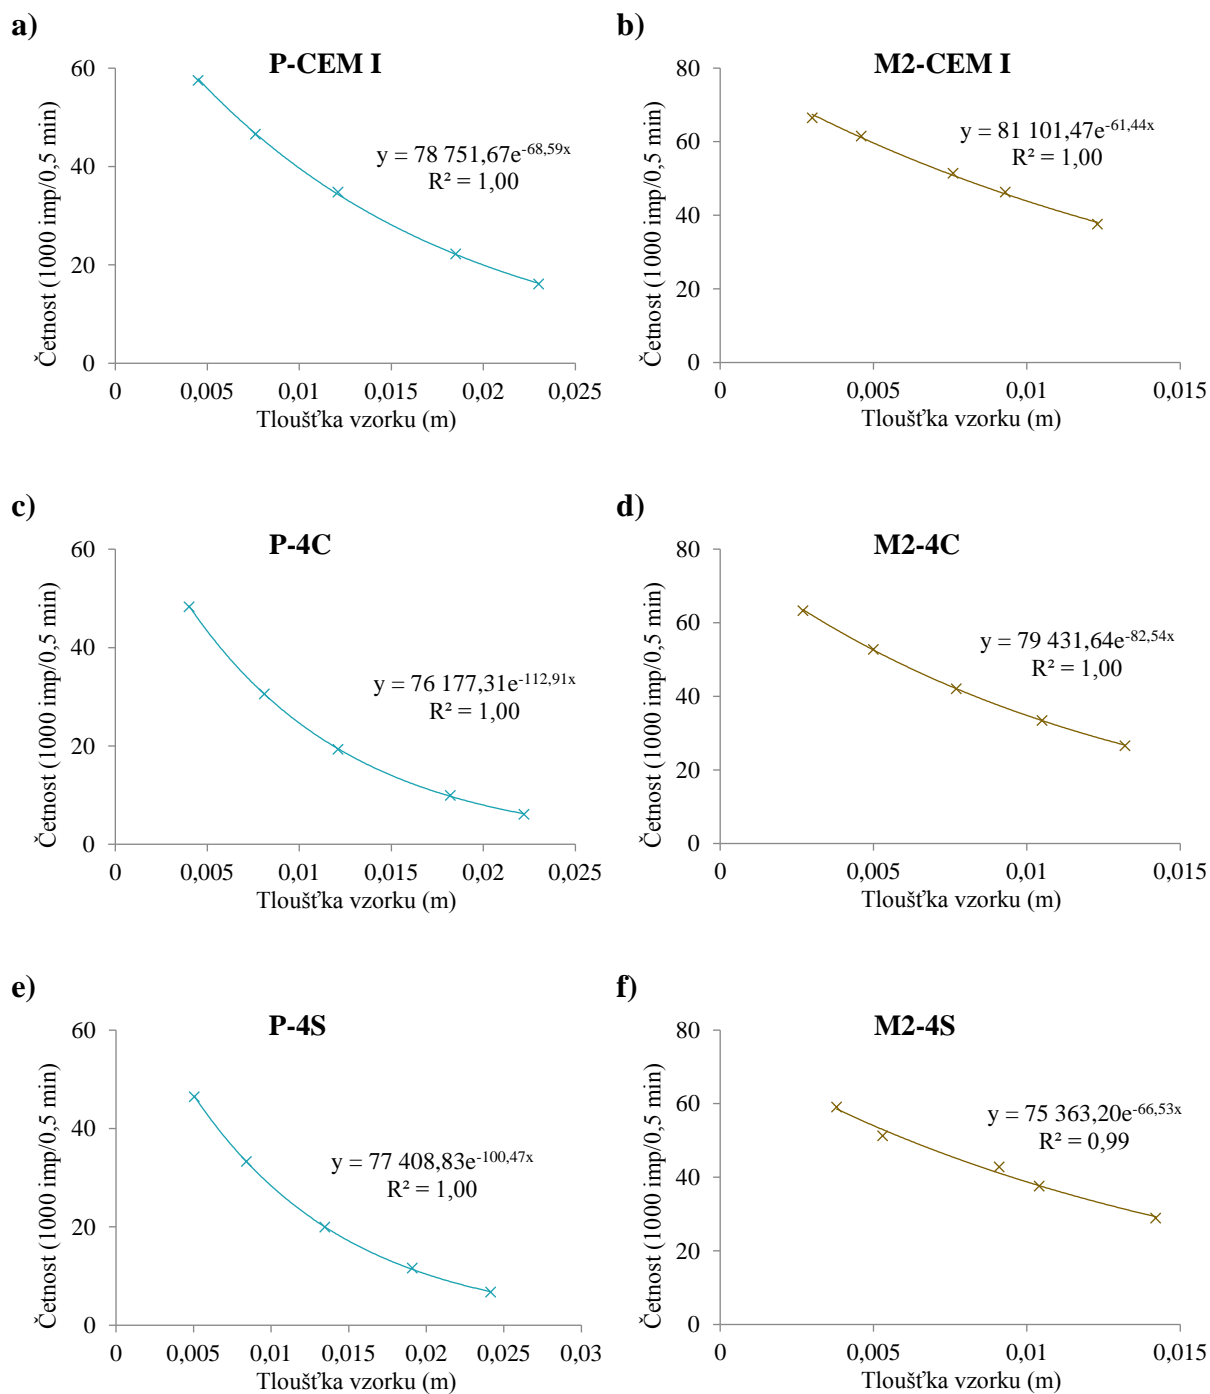 a)
P-CEM I
Četnost (1000 imp/0,5 min)
60
40
20
0
y = 78 751,67e-68,59x
R² = 1,00
0 0,005 0,01 0,015 0,02 0,025
Tloušťka vzorku (m)
b)
M2-CEM I
Četnost (1000 imp/0,5 min)
80
60
40
20
0
y = 81 101,47e-61,44x
R² = 1,00
0 0,005 0,01 0,015
Tloušťka vzorku (m)
c)
P-4C
Četnost (1000 imp/0,5 min)
60
40
20
0
y = 76 177,31e-112,91x
R² = 1,00
0 0,005 0,01 0,015 0,02 0,025
Tloušťka vzorku (m)
d)
M2-4C
Četnost (1000 imp/0,5 min)
80
60
40
20
0
y = 79 431,64e-82,54x
R² = 1,00
0 0,005 0,01 0,015
Tloušťka vzorku (m)
e)
P-4S
Četnost (1000 imp/0,5 min)
60
40
20
0
y = 77 408,83e-100,47x
R² = 1,00
0 0,005 0,01 0,015 0,02 0,025 0,03
Tloušťka vzorku (m)
f)
M2-4S
Četnost (1000 imp/0,5 min)
80
60
40
20
0
y = 75 363,20e-66,53x
R² = 0,99
0 0,005 0,01 0,015
Tloušťka vzorku (m)